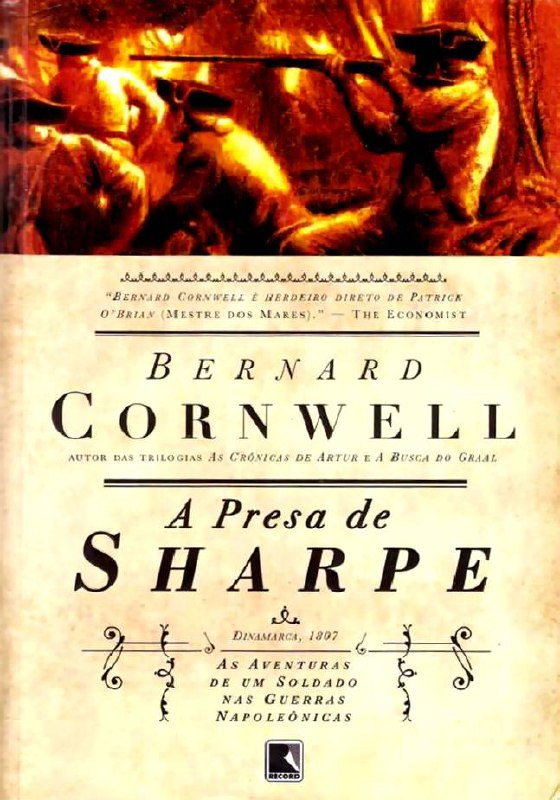 "BERNARD CORNWELL É HERDEIRO DIRETO DE PATRICK
O'BRIAN (MESTRE DOS MARES)." — THE ECONOMIST
BERNARD
CORNWELL
AUTOR DAS TRILOGIAS AS CRÔNICAS DE ARTUR E A BUSCA DO GRAAL
A Presa de
SHARPE
DINAMARCA, 1807
AS AVENTURAS
DE UM SOLDADO
NAS GUERRAS
NAPOLEÔNICAS
RECORD